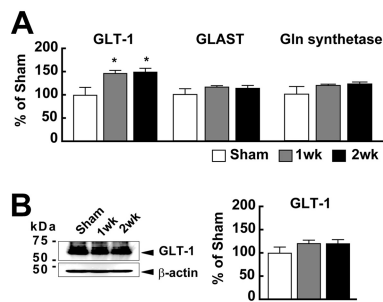 A
GLT-1 GLAST Gln synthetase
% of Sham
200
150
100
50
0
* *
Sham 1wk 2wk
B
kDa Sham 1wk 2wk
75
50
GLT-1
50
β-actin
GLT-1
% of Sham
200
150
100
50
0